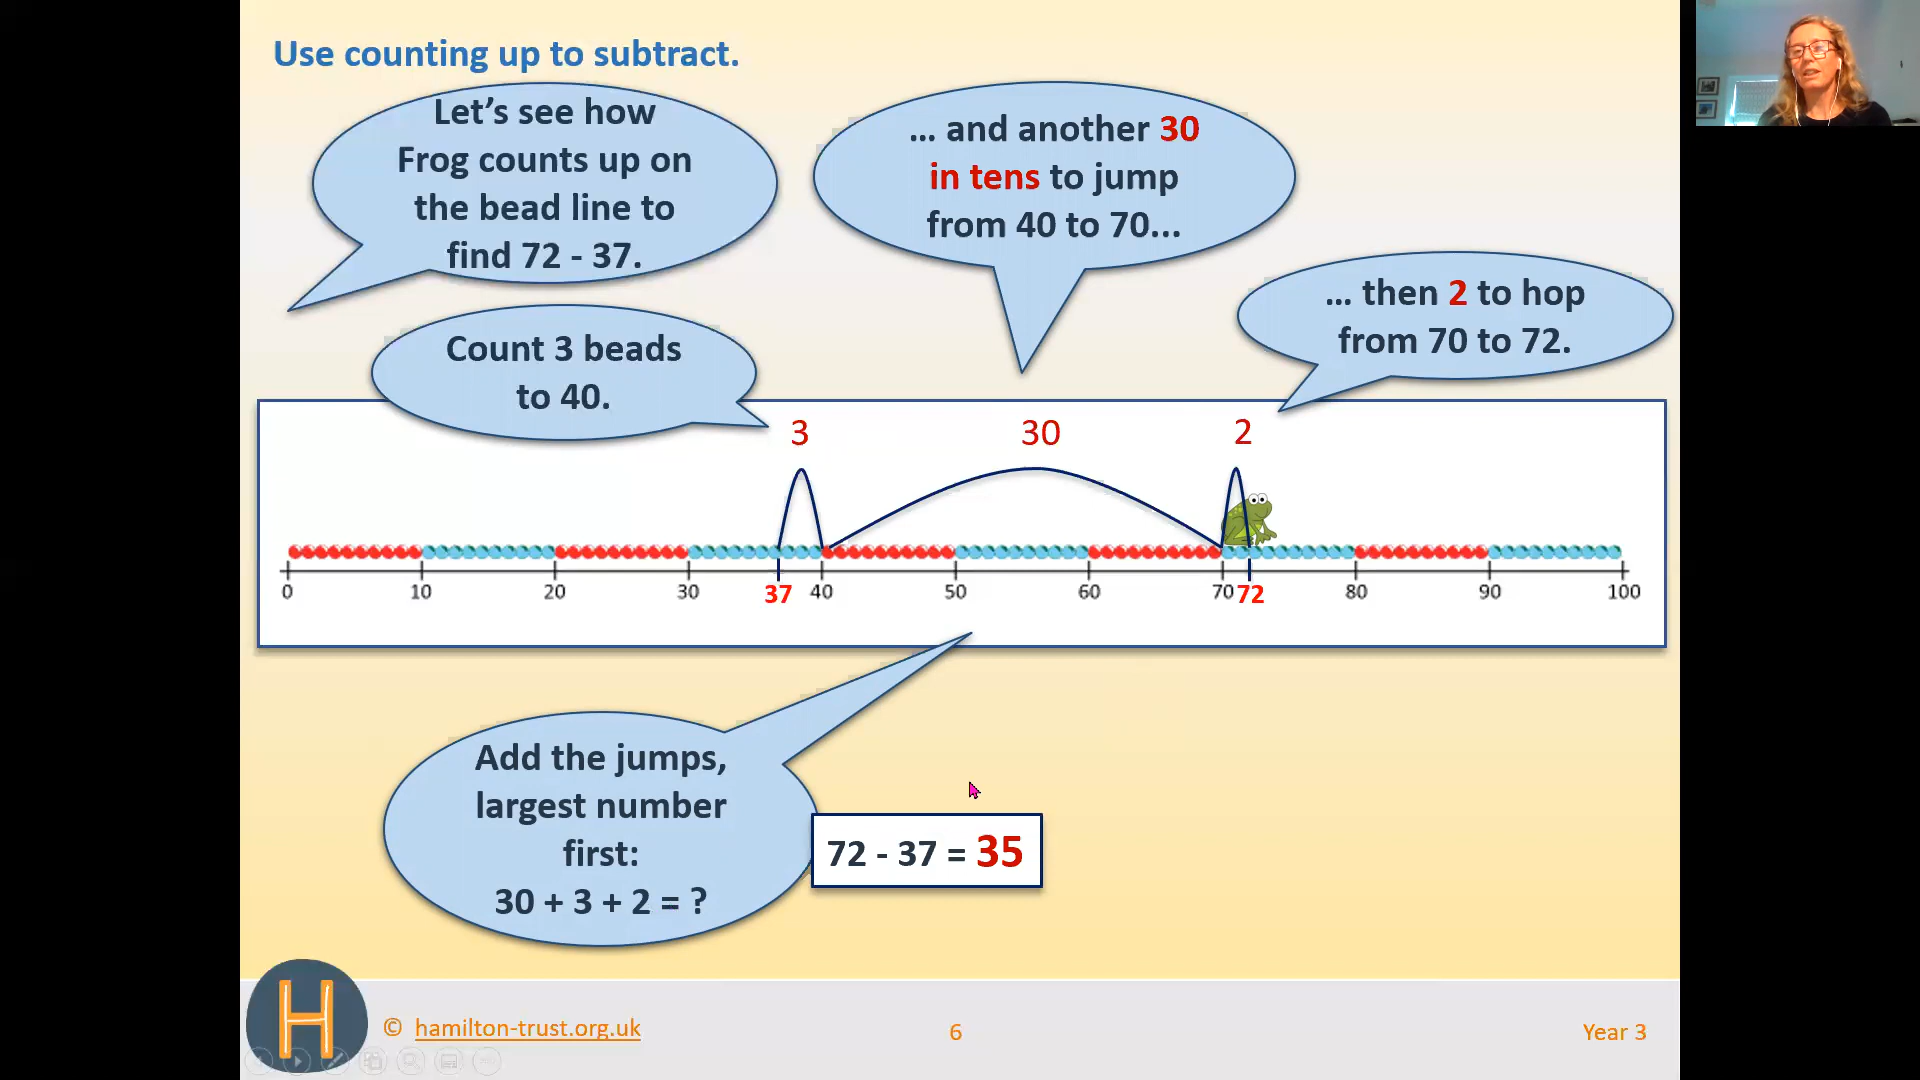 Use counting up to subtract.
Let’s see how
Frog counts up on
the bead line to
find 72 - 37.
... and another 30
in tens to jump
from 40 to 70...
... then 2 to hop
from 70 to 72.
Count 3 beads
to 40.
3 30 2
0 10 20 30 37 40 50 60 70 72 80 90 100
Add the jumps,
largest number
first:
30 + 3 + 2 = ?
72 - 37 = 35
H
© hamilton-trust.org.uk
6
Year 3